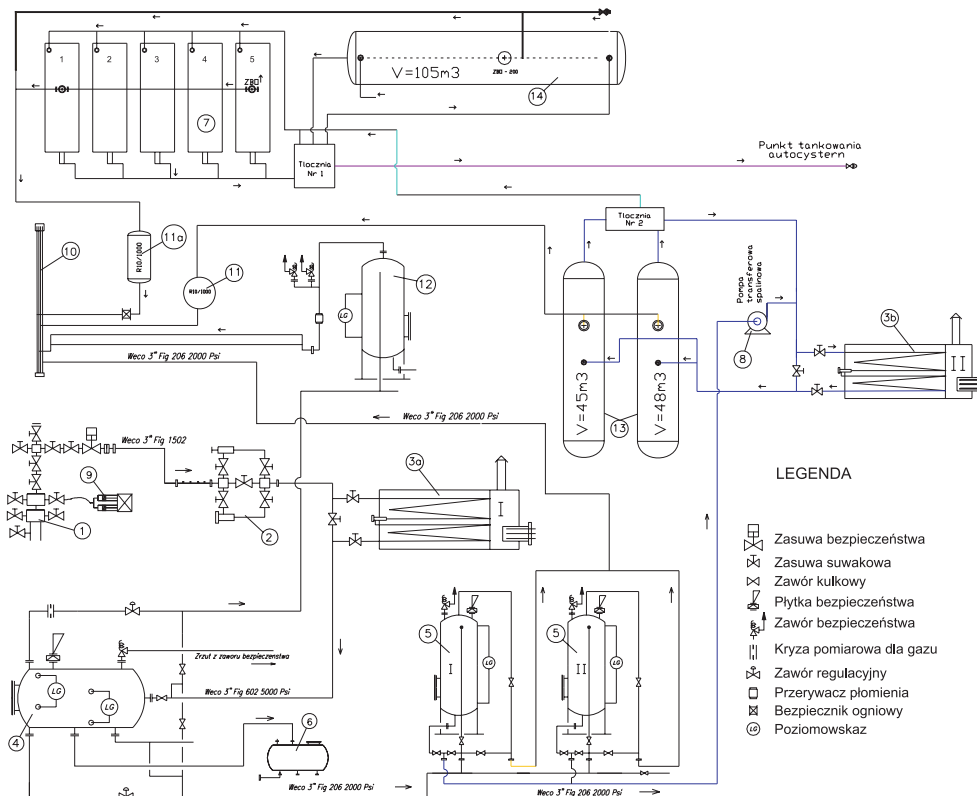 1
2
3
4
5
ZBO
7
V=105m3
ZBO - 200
14
Tlocznia
Nr 1
Punkt tankowania
autocystern
Tlocznia
Nr 2
10
R10/1000
11a
R10/1000
11
12
LG
V=45m3
V=48m3
13
Pompa
transferowa
spalinowa
8
3b
II
Weco 3" Fig 206 2000 Psi
Weco 3" Fig 206 2000 Psi
Weco 3" Fig 1502
9
1
2
3a
I
LEGENDA
Zasuwa bezpieczeństwa
Zasuwa suwakowa
Zawór kulkowy
Płytka bezpieczeństwa
Zawór bezpieczeństwa
Kryza pomiarowa dla gazu
Zawór regulacyjny
Przerywacz płomienia
Bezpiecznik ogniowy
LG Poziomowskaz
Zrzut z zaworu bezpieczenstwa
LG
LG
4
Weco 3" Fig 602 5000 Psi
6
5
I
LG
5
II
LG
Weco 3" Fig 206 2000 Psi
Weco 3" Fig 206 2000 Psi